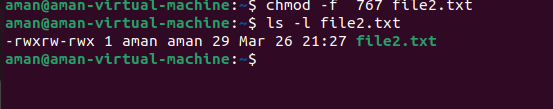 aman@aman-virtual-machine:~$ chmod -f  767 file2.txt
aman@aman-virtual-machine:~$ ls -l file2.txt
-rwxrw-rwx 1 aman aman 29 Mar 26 21:27 file2.txt
aman@aman-virtual-machine:~$